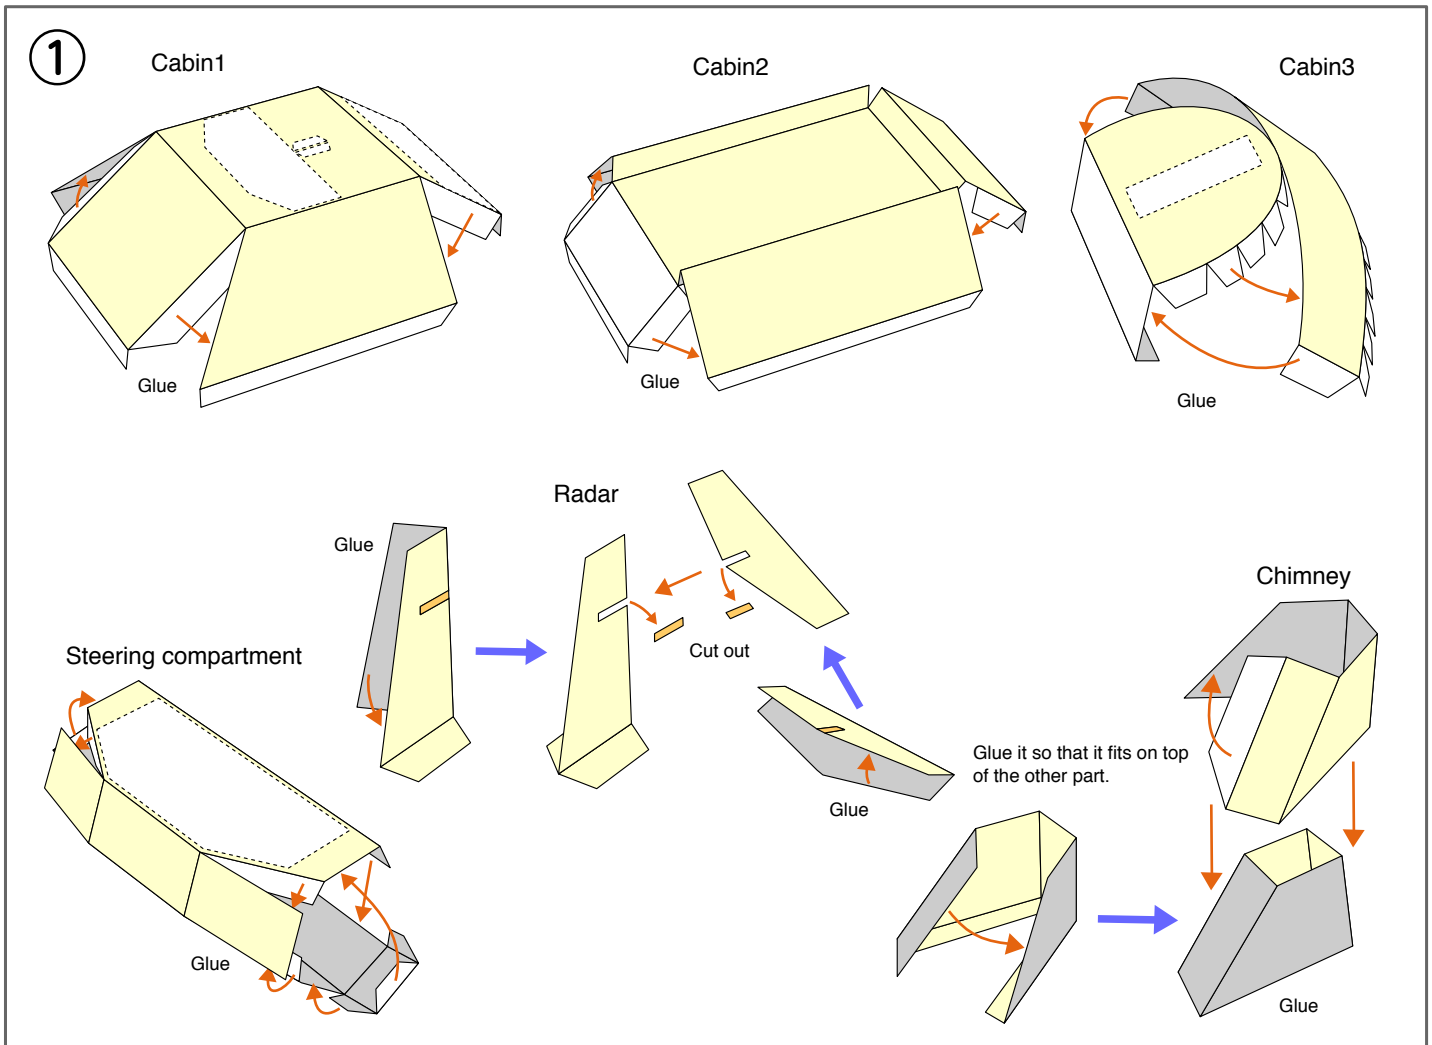 ①
Cabin1
Cabin2
Cabin3
Glue
Glue
Glue
Radar
Glue
Cut out
Chimney
Steering compartment
Glue it so that it fits on top
of the other part.
Glue
Glue
Glue